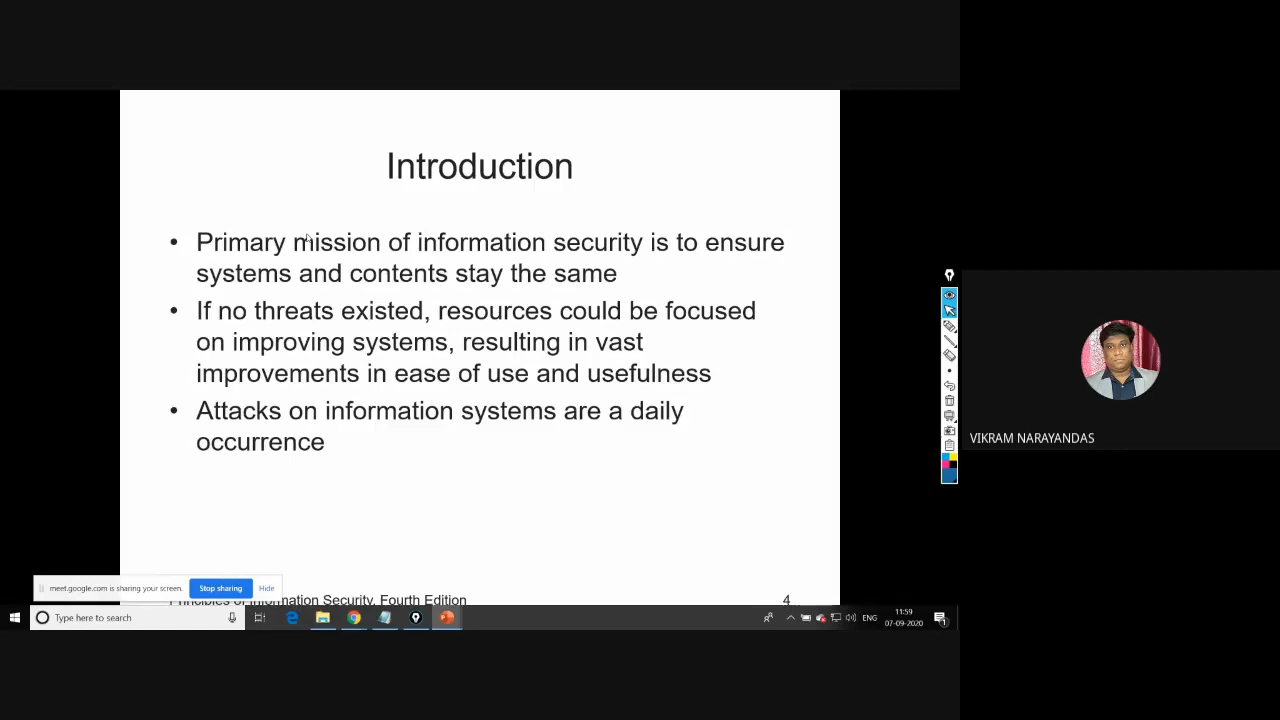 Introduction
• Primary mission of information security is to ensure
systems and contents stay the same
• If no threats existed, resources could be focused
on improving systems, resulting in vast
improvements in ease of use and usefulness
• Attacks on information systems are a daily
occurrence
Principles of Information Security, Fourth Edition
4
meet.google.com is sharing your screen.
Stop sharing
Hide
Type here to search
ENG
11:59
07-09-2020
1
VIKRAM NARAYANDAS